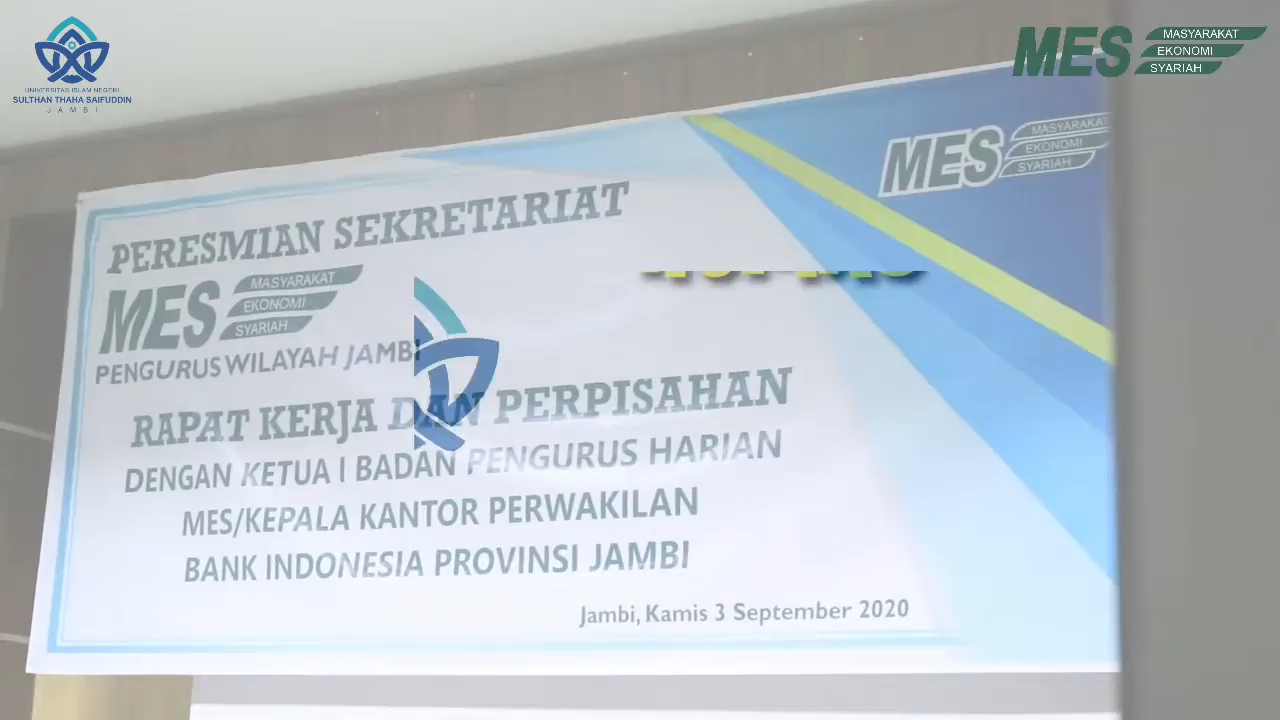 UNIVERSITAS ISLAM NEGERI
SULTHAN THAHA SAIFUDDIN
JAMBI
MES MASYARAKAT
EKONOMI
SYARIAH
MES MASYARAKAT
EKONOMI
SYARIAH
PERESMIAN SEKRETARIAT
MES MASYARAKAT
EKONOMI
SYARIAH
PENGURUS WILAYAH JAMBI
RAPAT KERJA DAN PERPISAHAN
DENGAN KETUA I BADAN PENGURUS HARIAN
MES/KEPALA KANTOR PERWAKILAN
BANK INDONESIA PROVINSI JAMBI
Jambi, Kamis 3 September 2020